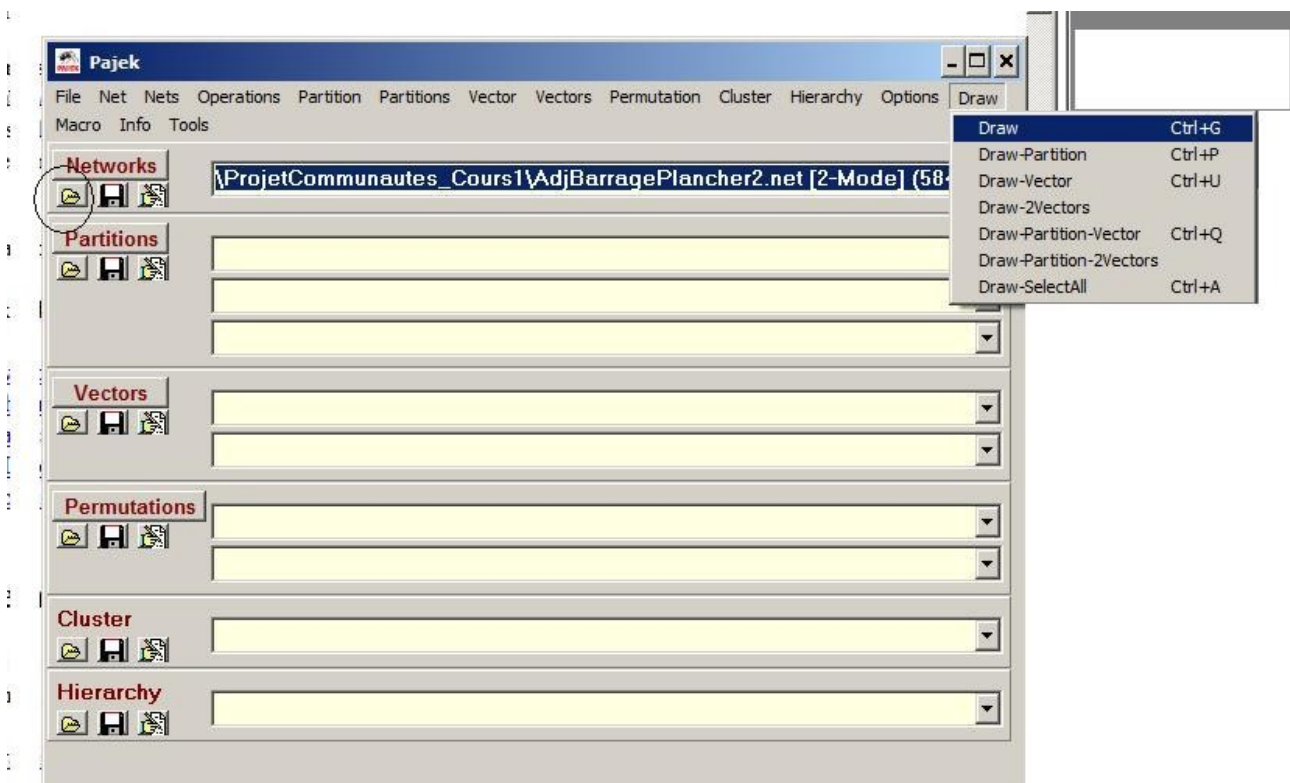 Pajek
File Net Nets Operations Partition Partitions Vector Vectors Permutation Cluster Hierarchy Options Draw
Macro Info Tools
Draw Ctrl+G
Draw-Partition Ctrl+P
Draw-Vector Ctrl+U
Draw-2Vectors
Draw-Partition-Vector Ctrl+Q
Draw-Partition-2Vectors
Draw-SelectAll Ctrl+A
Networks
\ProjetCommunautes_Cours1\AdjBarragePlancher2.net [2-Mode] (584
Partitions
Vectors
Permutations
Cluster
Hierarchy